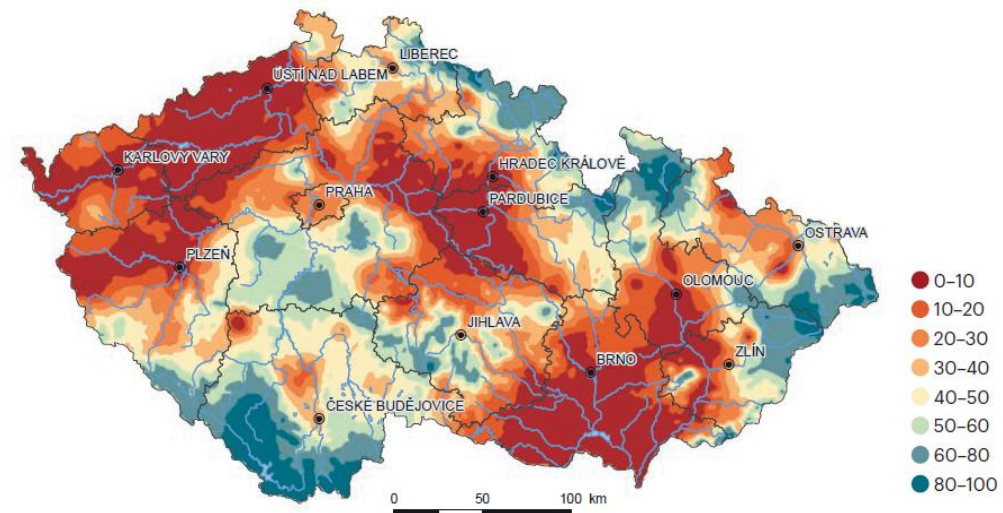 LIBEREC
ÚSTÍ NAD LABEM
KARLOVY VARY
HRADEC KRÁLOVÉ
PRAHA
PARDUBICE
OSTRAVA
PLZEŇ
OLOMOUC
JIHLAVA
ZLÍN
BRNO
ČESKÉ BUDĚJOVICE
0–10
10–20
20–30
30–40
40–50
50–60
60–80
80–100
0 50 100 km